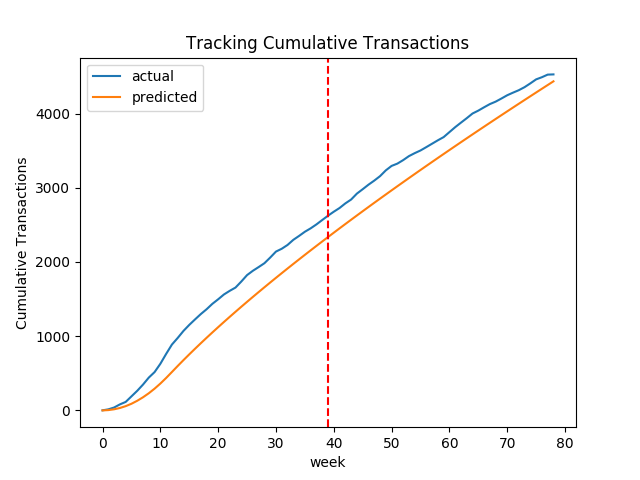 Tracking Cumulative Transactions
actual
predicted
Cumulative Transactions
4000
3000
2000
1000
0
0 10 20 30 40 50 60 70 80
week